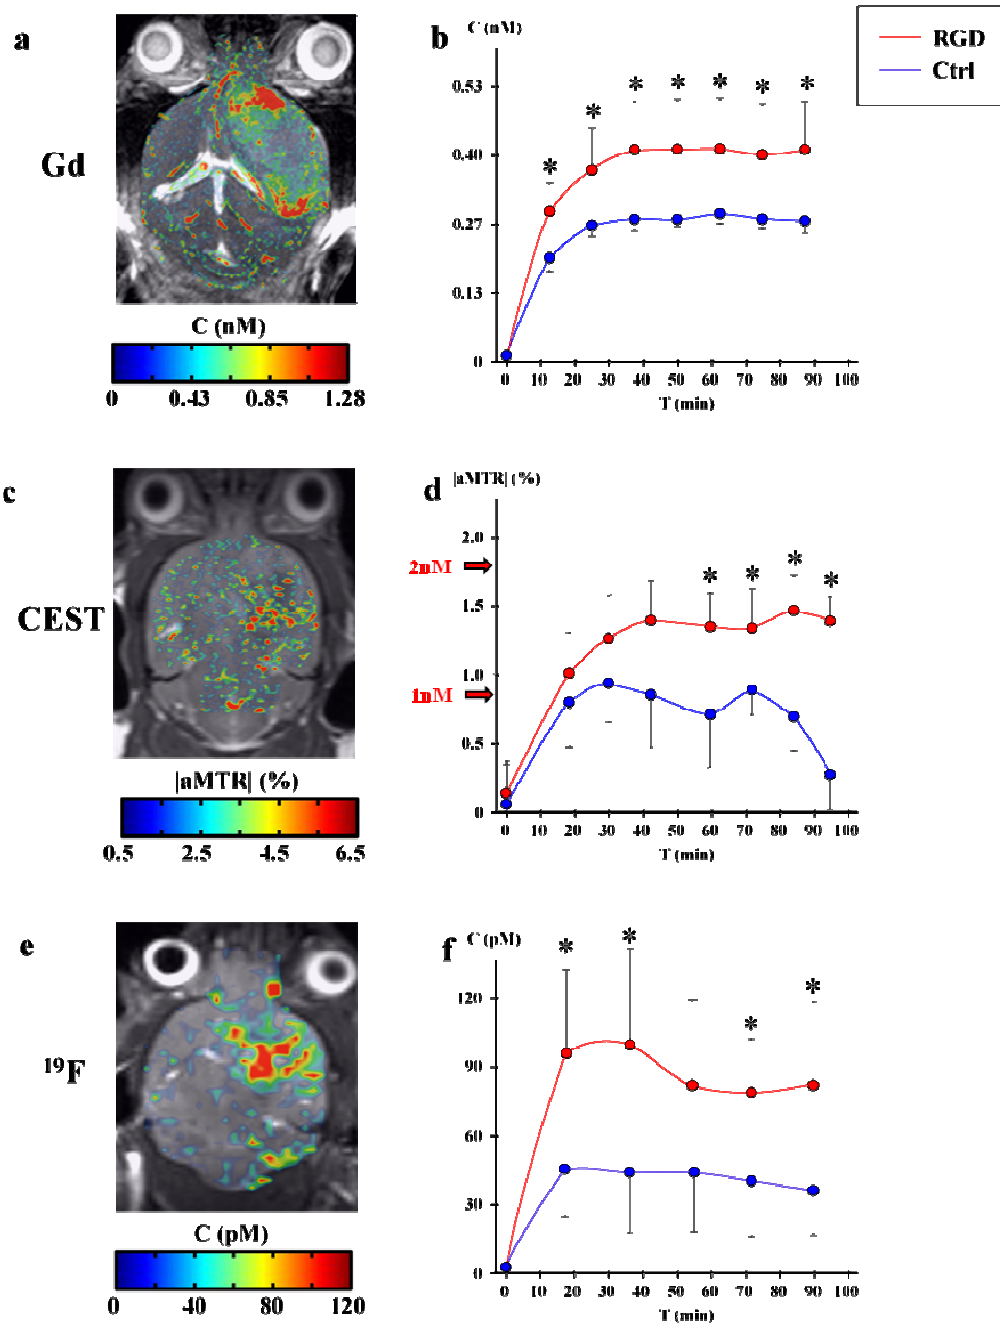 a
Gd
C (nM)
0 0.43 0.85 1.28
b
C (nM)
RGD
Ctrl
0.53
0.40
0.27
0.13
0
* * * * * * *
0 10 20 30 40 50 60 70 80 90 100
T (min)
c
CEST
|aMTR| (%)
0.5 2.5 4.5 6.5
d
|aMTR| (%)
2.0
2nM
1.5
1.0
1nM
0.5
0
* * * *
0 10 20 30 40 50 60 70 80 90 100
T (min)
e
¹⁹F
C (pM)
0 40 80 120
f
C (pM)
120
90
60
30
0
* * * *
0 10 20 30 40 50 60 70 80 90 100
T (min)